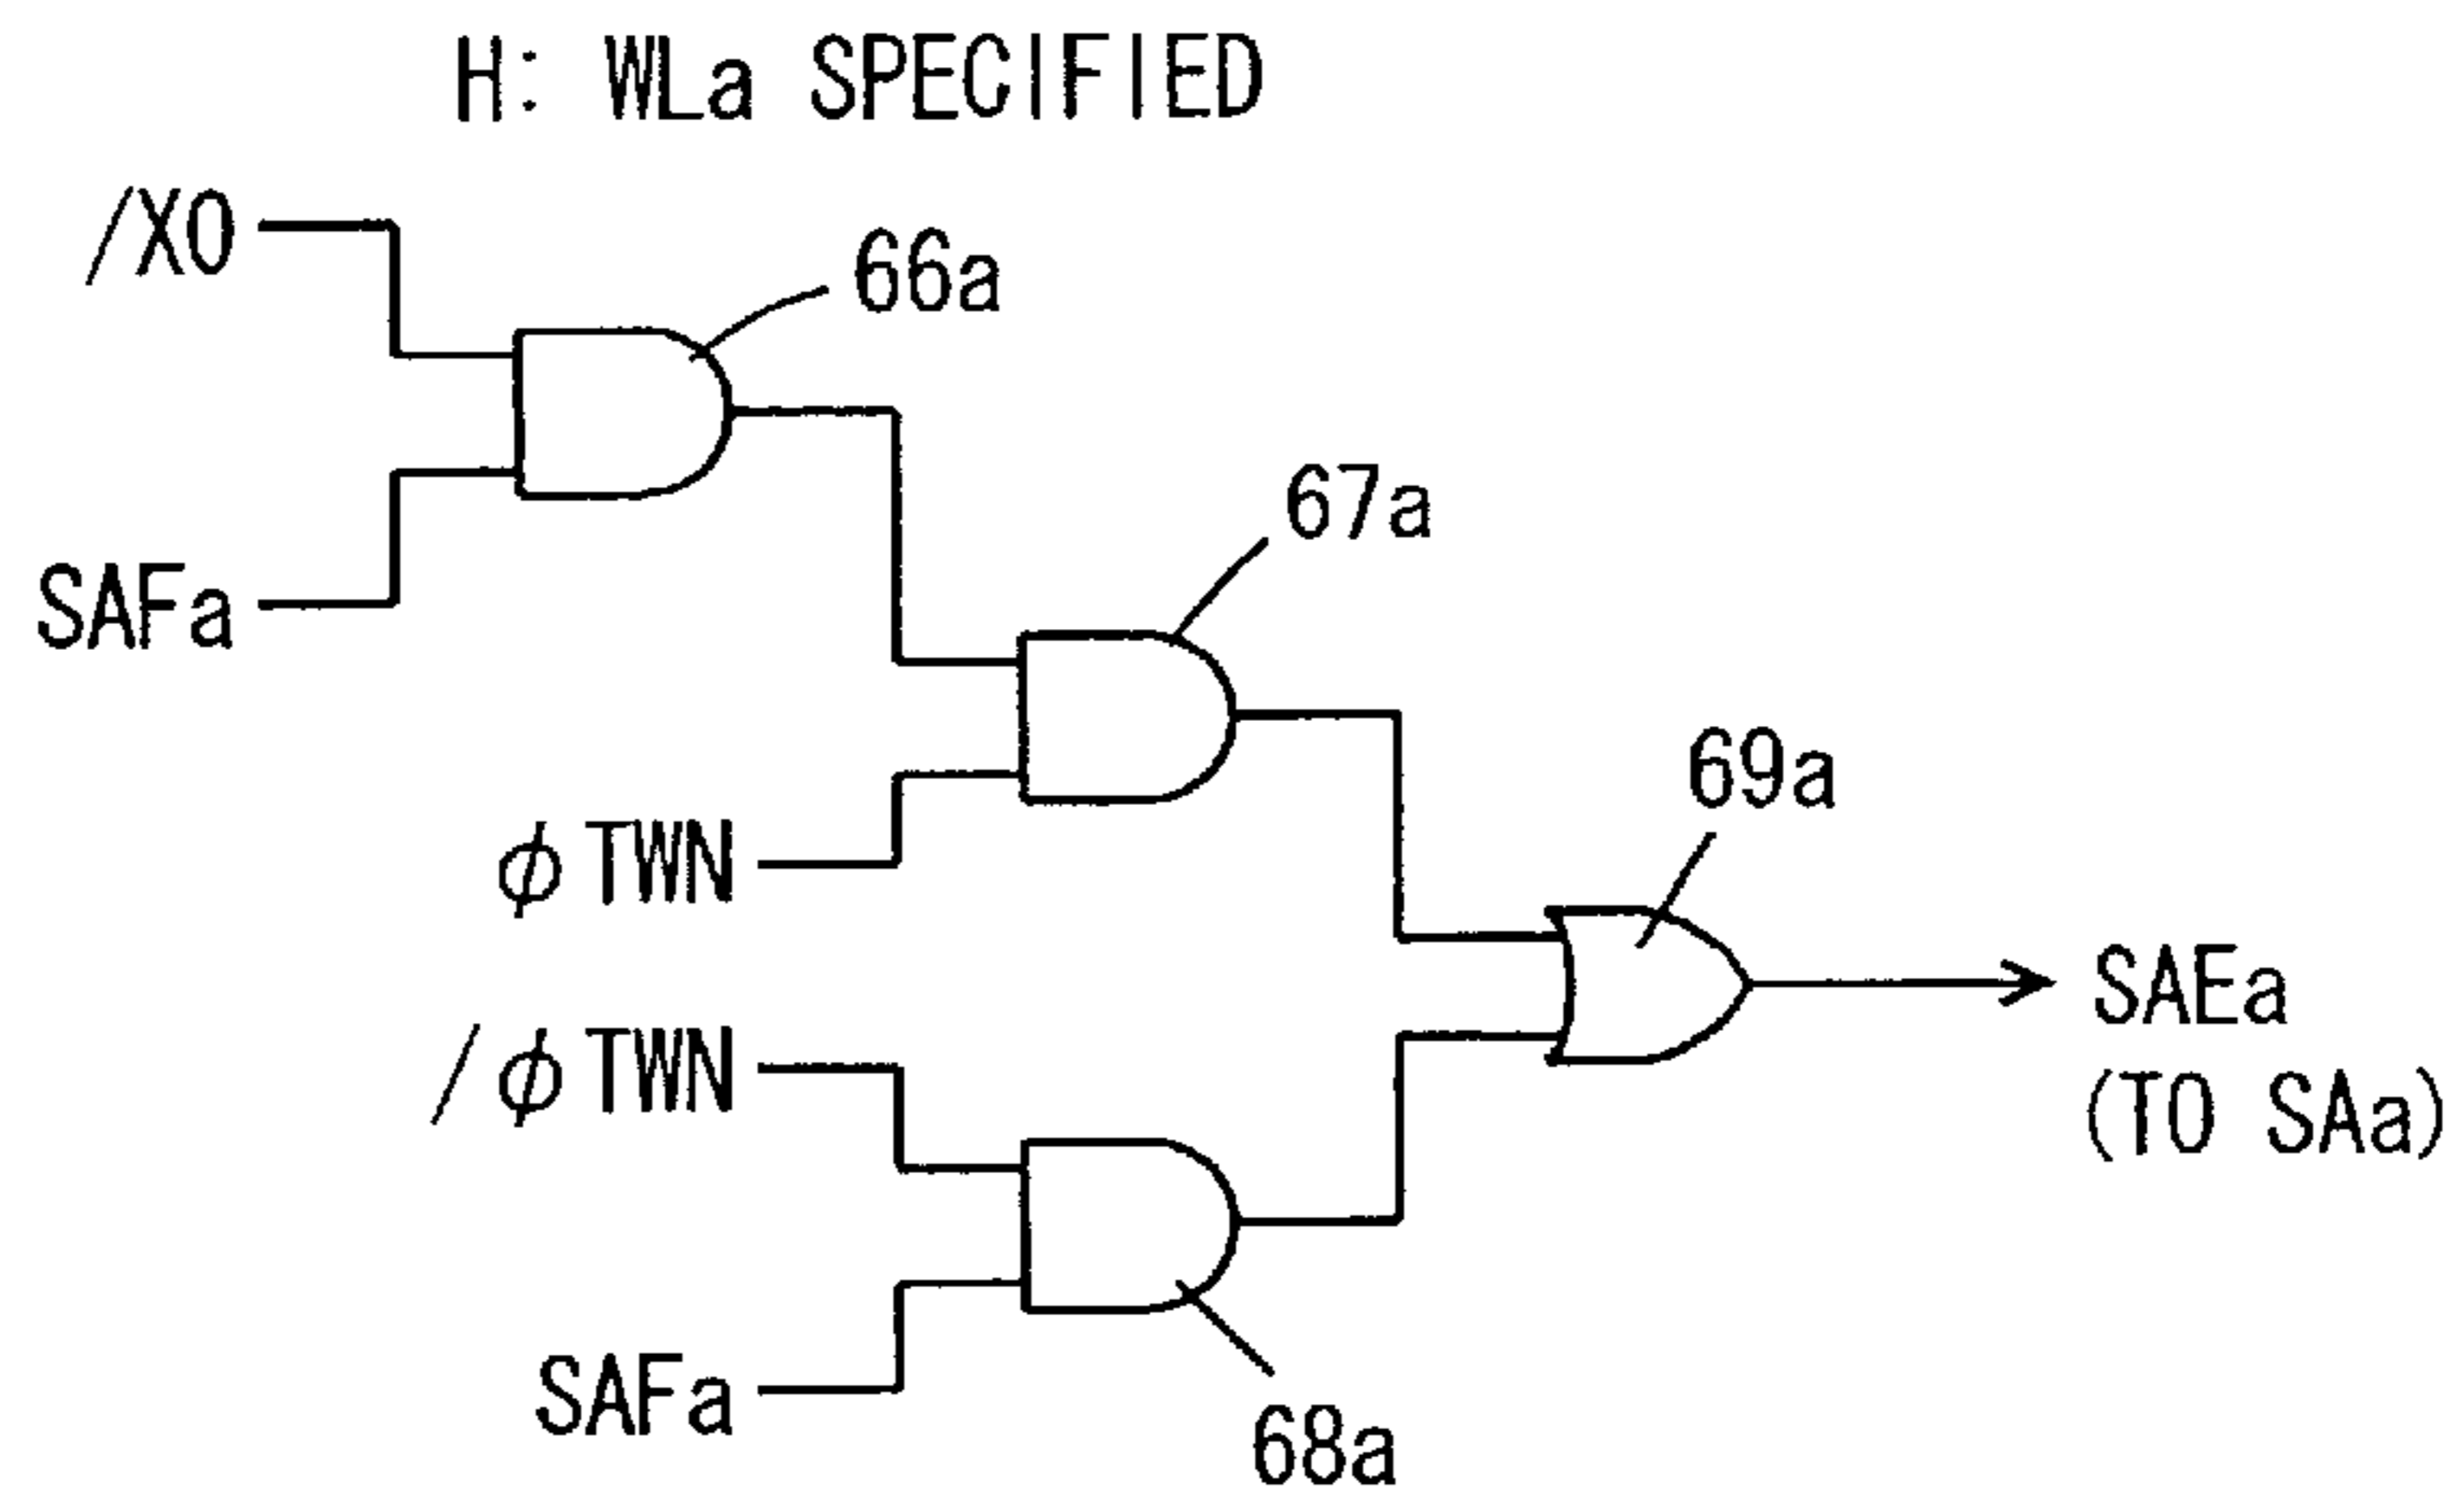 H: WLa SPECIFIED
/X0
66a
SAFa
67a
φTWN
69a
/φTWN
SAEa
(TO SAa)
SAFa
68a